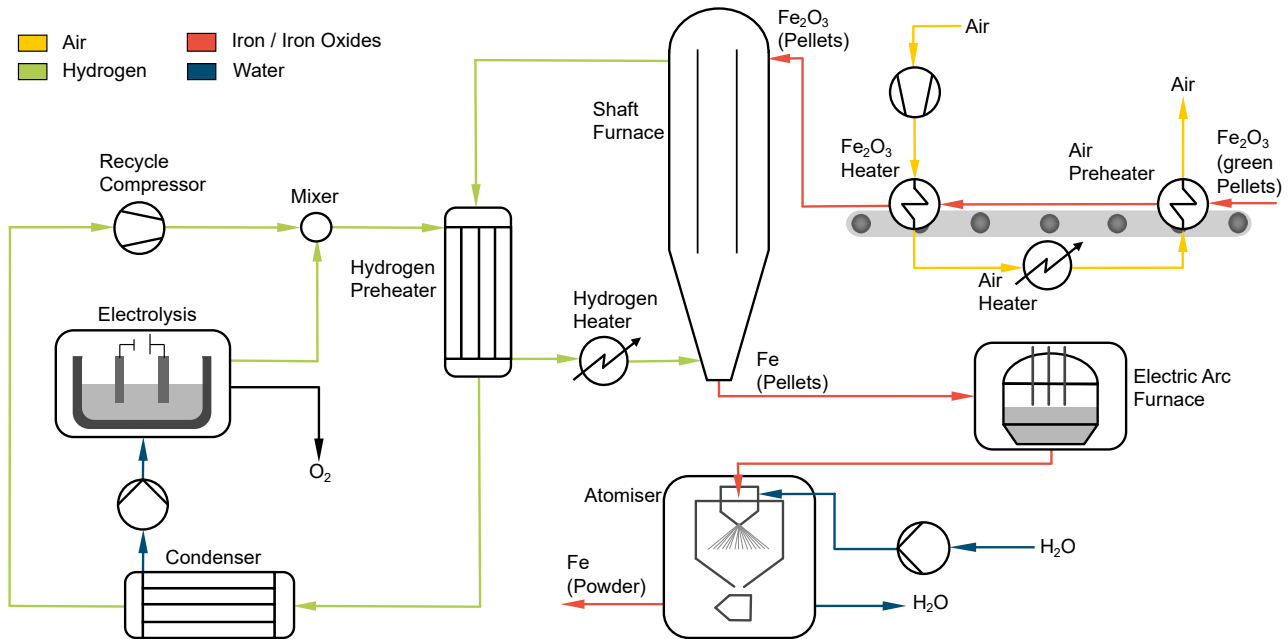 Air
Hydrogen
Iron / Iron Oxides
Water
Fe₂O₃
(Pellets)
Air
Air
Shaft
Furnace
Fe₂O₃
Heater
Air
Preheater
Fe₂O₃
(green
Pellets)
Recycle
Compressor
Mixer
Hydrogen
Preheater
Air
Heater
Electrolysis
Hydrogen
Heater
Fe
(Pellets)
Electric Arc
Furnace
O₂
Atomiser
Condenser
H₂O
Fe
(Powder)
H₂O